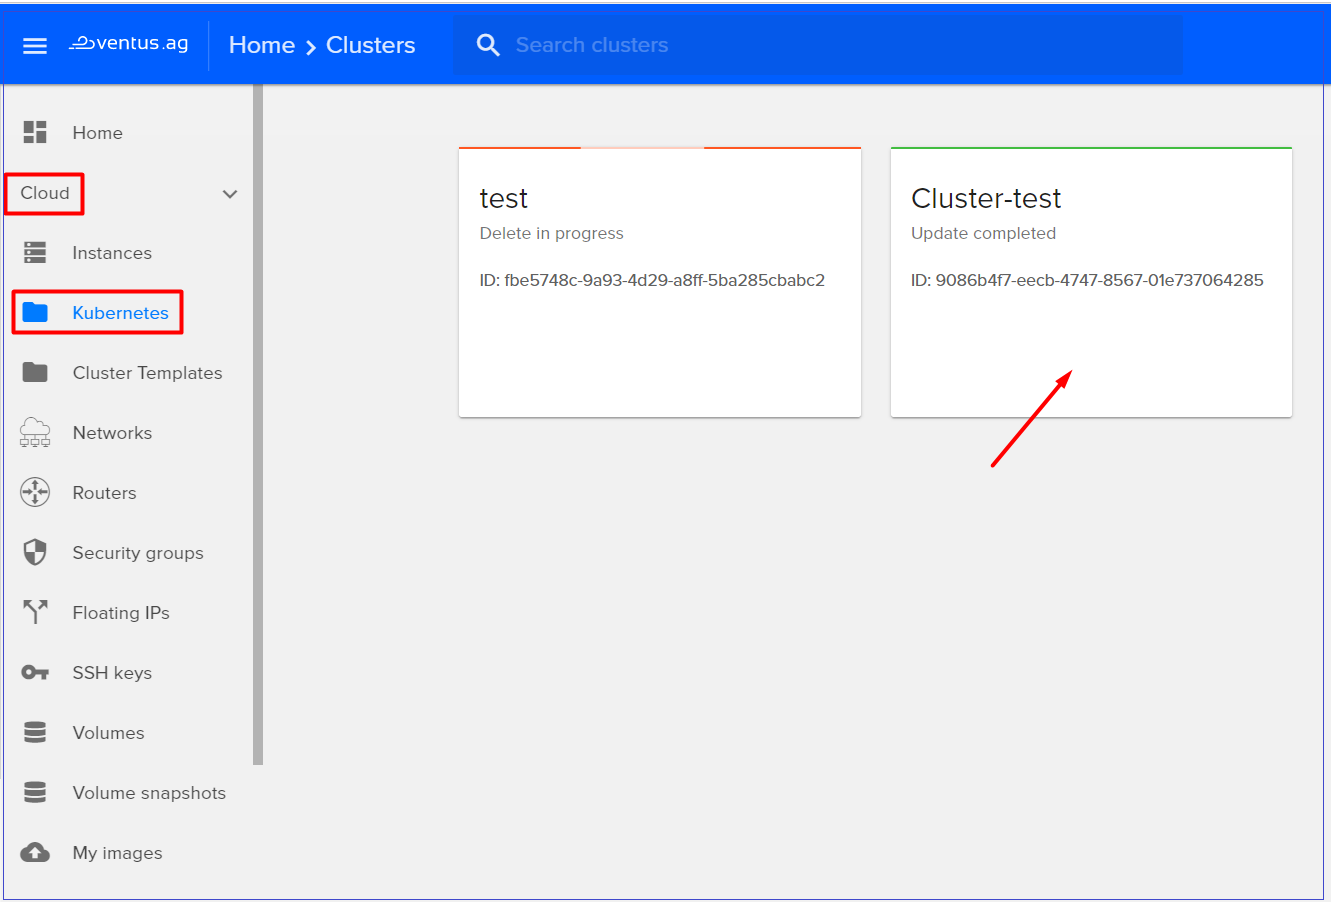 ventus.ag
Home > Clusters
Search clusters
Home
Cloud
Instances
Kubernetes
Cluster Templates
Networks
Routers
Security groups
Floating IPs
SSH keys
Volumes
Volume snapshots
My images
test
Delete in progress
ID: fbe5748c-9a93-4d29-a8ff-5ba285cbabc2
Cluster-test
Update completed
ID: 9086b4f7-eecb-4747-8567-01e737064285